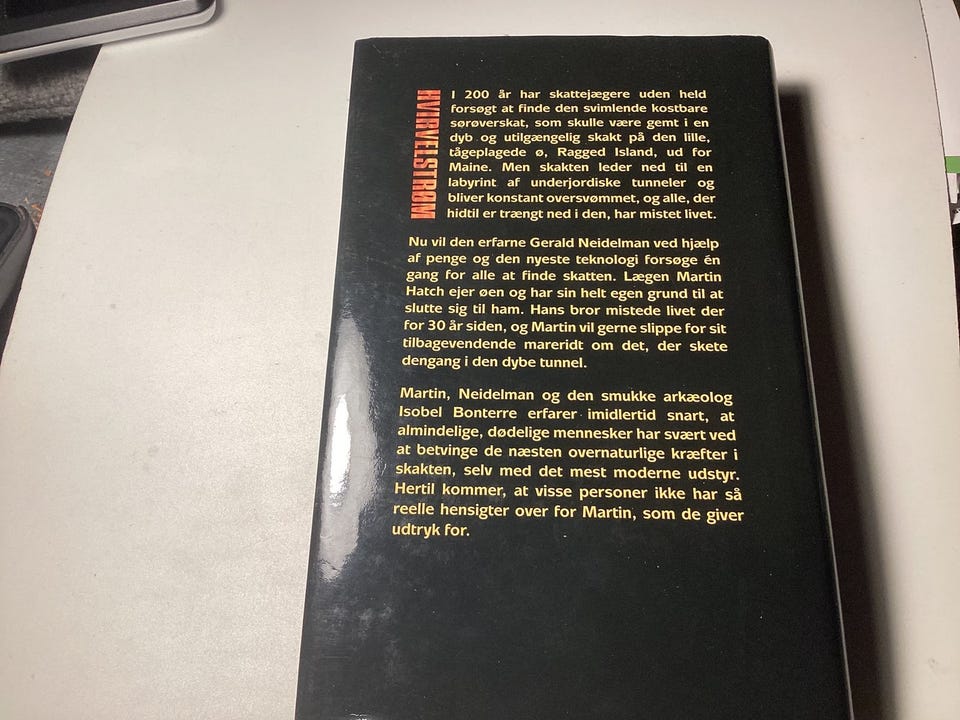 HVIRVELSTRØM
I 200 år har skattejægere uden held
forsøgt at finde den svimlende kostbare
sørøverskat, som skulle være gemt i en
dyb og utilgængelig skakt på den lille,
tågeplagede ø, Ragged Island, ud for
Maine. Men skakten leder ned til en
labyrint af underjordiske tunneler og
bliver konstant oversvømmet, og alle, der
hidtil er trængt ned i den, har mistet livet.
Nu vil den erfarne Gerald Neidelman ved hjælp
af penge og den nyeste teknologi forsøge én
gang for alle at finde skatten. Lægen Martin
Hatch ejer øen og har sin helt egen grund til at
slutte sig til ham. Hans bror mistede livet der
for 30 år siden, og Martin vil gerne slippe for sit
tilbagevendende mareridt om det, der skete
dengang i den dybe tunnel.
Martin, Neidelman og den smukke arkæolog
Isobel Bonterre erfarer imidlertid snart, at
almindelige, dødelige mennesker har svært ved
at betvinge de næsten overnaturlige kræfter i
skakten, selv med det mest moderne udstyr.
Hertil kommer, at visse personer ikke har så
reelle hensigter over for Martin, som de giver
udtryk for.